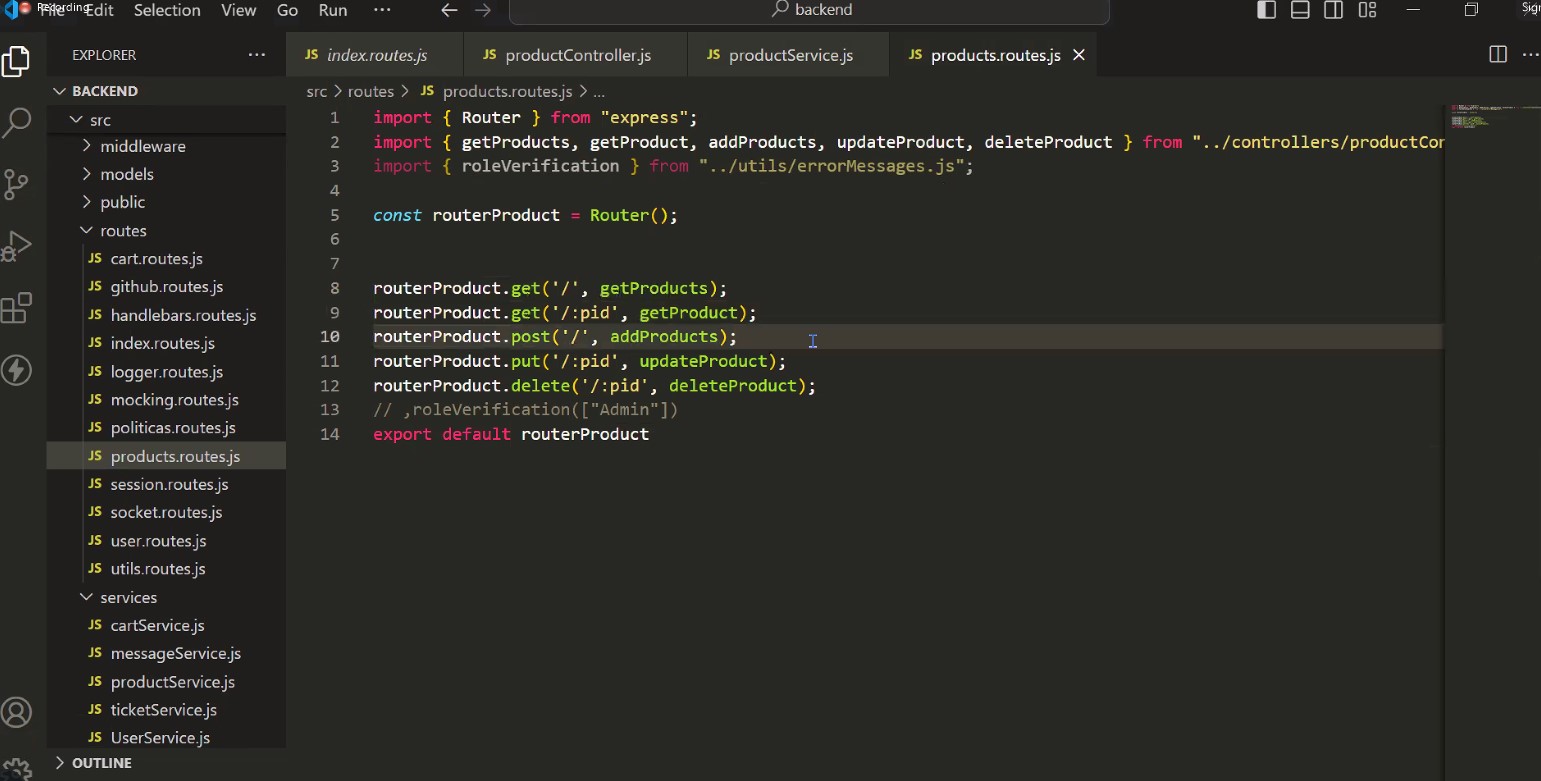 Recording
File Edit Selection View Go Run ··· backend
EXPLORER ···
BACKEND
src
middleware
models
public
routes
JS cart.routes.js
JS github.routes.js
JS handlebars.routes.js
JS index.routes.js
JS logger.routes.js
JS mocking.routes.js
JS politicas.routes.js
JS products.routes.js
JS session.routes.js
JS socket.routes.js
JS user.routes.js
JS utils.routes.js
services
JS cartService.js
JS messageService.js
JS productService.js
JS ticketService.js
JS UserService.js
OUTLINE
JS index.routes.js JS productController.js JS productService.js JS products.routes.js
src > routes > JS products.routes.js > ...
1 import { Router } from "express";
2 import { getProducts, getProduct, addProducts, updateProduct, deleteProduct } from "../controllers/productCor
3 import { roleVerification } from "../utils/errorMessages.js";
4
5 const routerProduct = Router();
6
7
8 routerProduct.get('/', getProducts);
9 routerProduct.get('/:pid', getProduct);
10 routerProduct.post('/', addProducts);
11 routerProduct.put('/:pid', updateProduct);
12 routerProduct.delete('/:pid', deleteProduct);
13 // ,roleVerification(["Admin"])
14 export default routerProduct